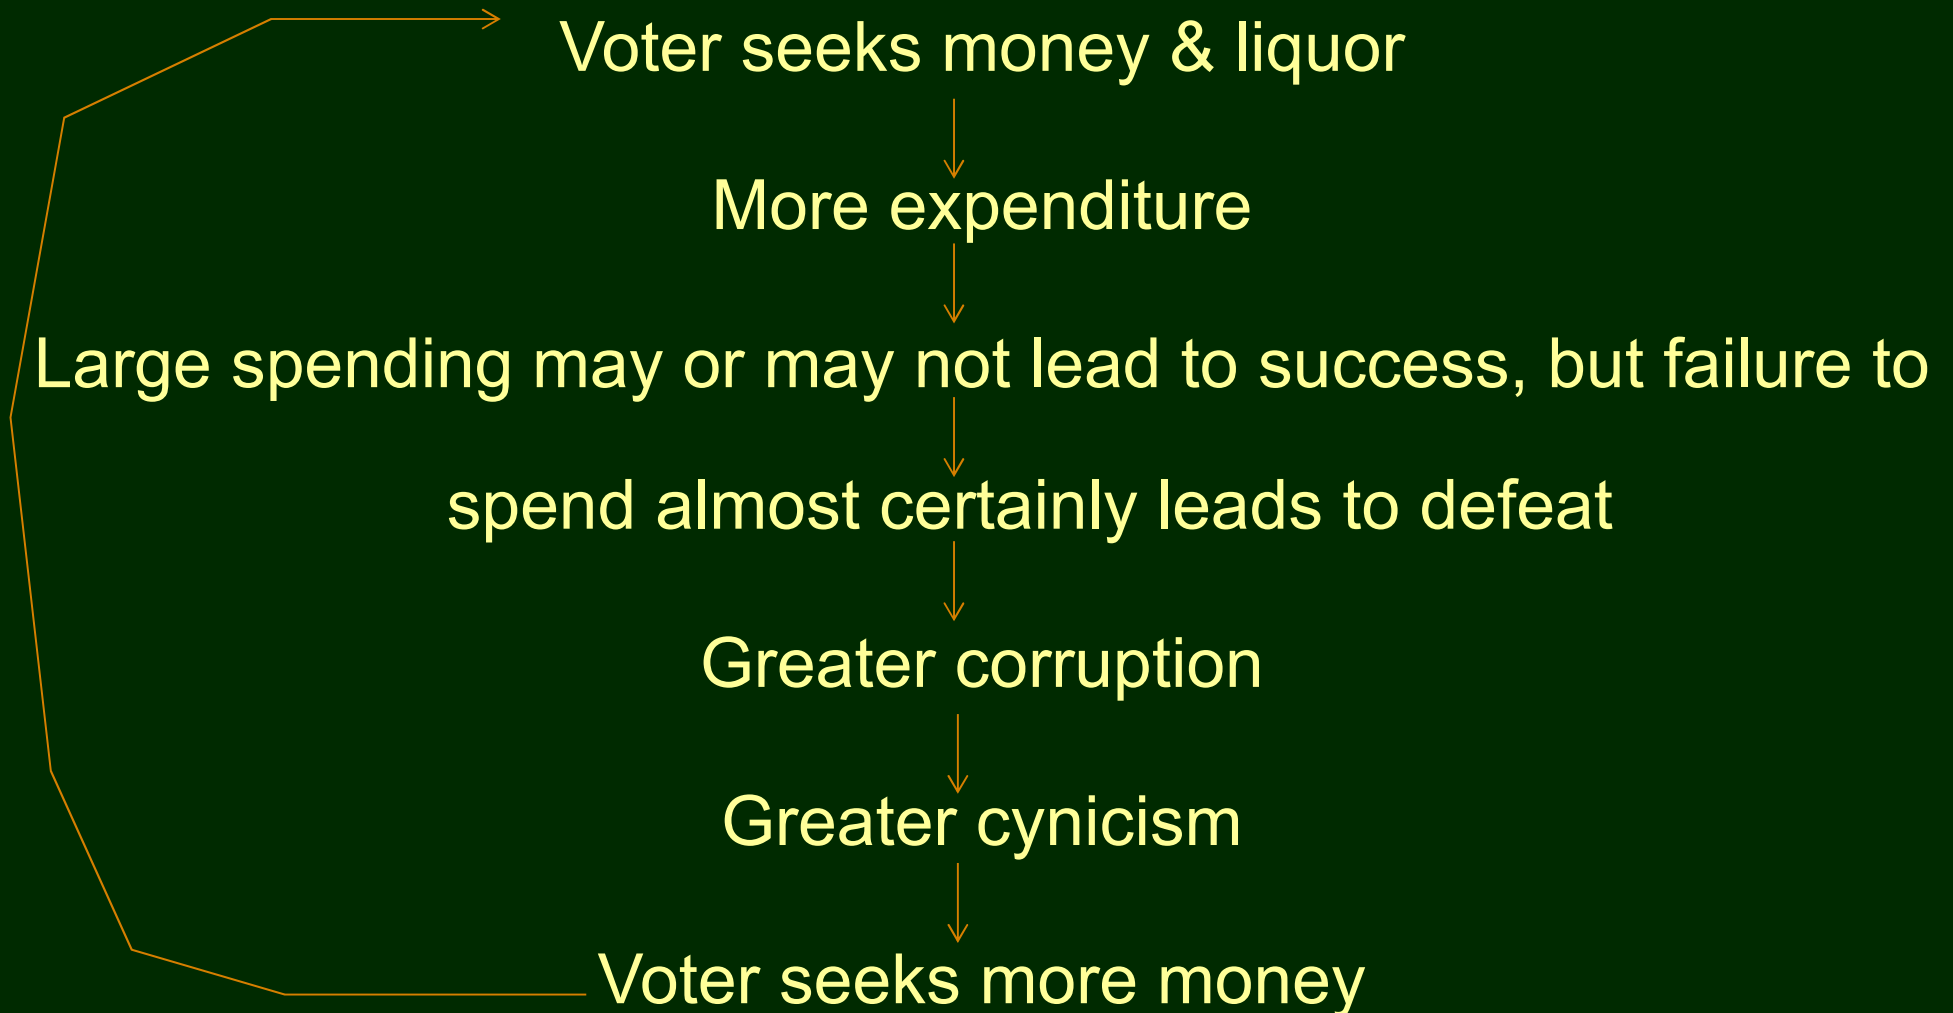 Voter seeks money & liquor
More expenditure
Large spending may or may not lead to success, but failure to
spend almost certainly leads to defeat
Greater corruption
Greater cynicism
Voter seeks more money